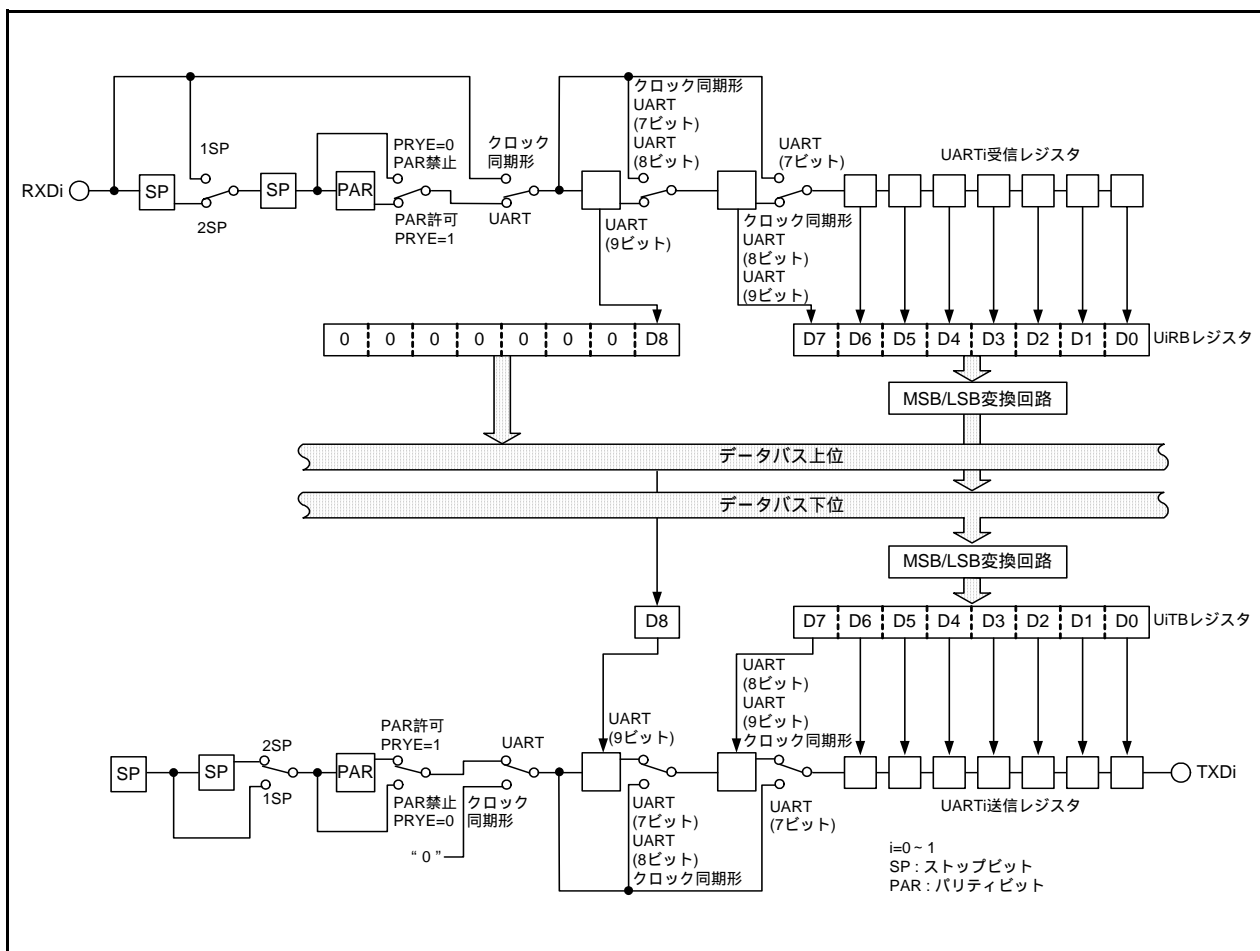 クロック同期形
UART
(7ビット)
UART
(8ビット)
1SP
PRYE=0
PAR禁止
クロック
同期形
UART
(7ビット)
UARTi受信レジスタ
RXDi
SP
SP
PAR
2SP
PAR許可
PRYE=1
UART
UART
(9ビット)
クロック同期形
UART
(8ビット)
UART
(9ビット)
0 0 0 0 0 0 0 D8
D7 D6 D5 D4 D3 D2 D1 D0
UiRBレジスタ
MSB/LSB変換回路
データバス上位
データバス下位
MSB/LSB変換回路
D8
D7 D6 D5 D4 D3 D2 D1 D0
UiTBレジスタ
UART
(8ビット)
UART
(9ビット)
クロック同期形
UART
(9ビット)
PAR許可
PRYE=1
UART
2SP
SP
SP
PAR
TXDi
1SP
PAR禁止
PRYE=0
クロック
同期形
“ 0 ”
UART
(7ビット)
UART
(8ビット)
クロック同期形
UART
(7ビット)
UARTi送信レジスタ
i=0~1
SP : ストップビット
PAR : パリティビット